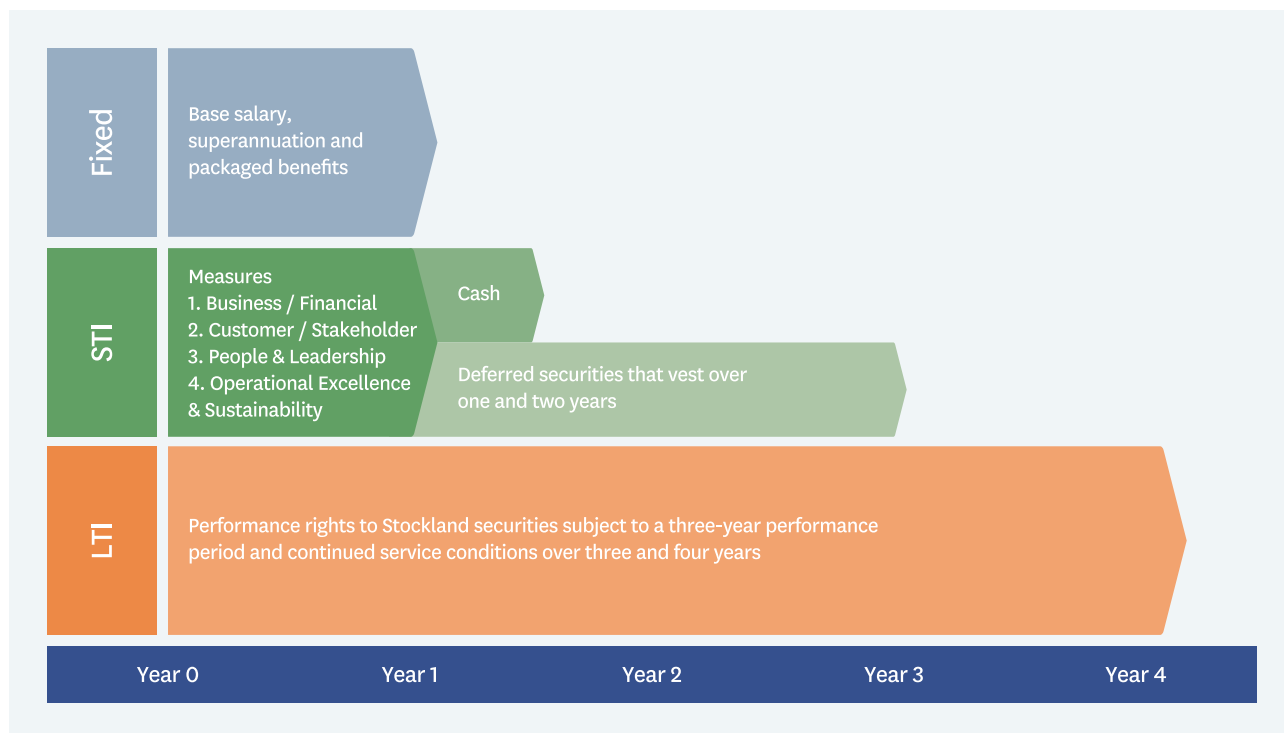 Fixed
Base salary,
superannuation and
packaged benefits
STI
Measures
1. Business / Financial
2. Customer / Stakeholder
3. People & Leadership
4. Operational Excellence
& Sustainability
Cash
Deferred securities that vest over
one and two years
LTI
Performance rights to Stockland securities subject to a three-year performance
period and continued service conditions over three and four years
Year 0
Year 1
Year 2
Year 3
Year 4